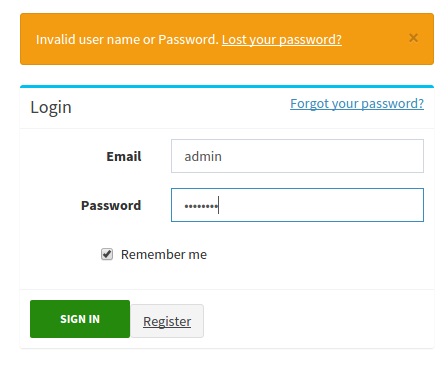 Invalid user name or Password. Lost your password? ×
Login Forgot your password?
Email admin
Password ••••••••
Remember me
SIGN IN Register